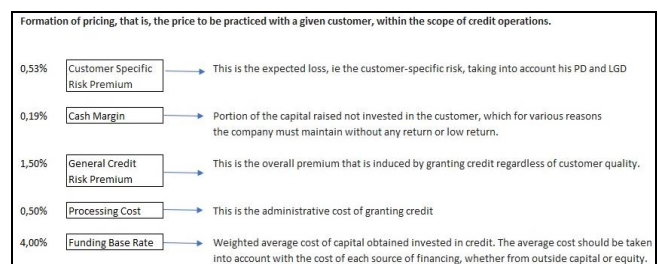 Formation of pricing, that is, the price to be practiced with a given customer, within the scope of credit operations.
0,53% Customer Specific Risk Premium This is the expected loss, ie the customer-specific risk, taking into account his PD and LGD
0,19% Cash Margin Portion of the capital raised not invested in the customer, which for various reasons
the company must maintain without any return or low return.
1,50% General Credit Risk Premium This is the overall premium that is induced by granting credit regardless of customer quality.
0,50% Processing Cost This is the administrative cost of granting credit
4,00% Funding Base Rate Weighted average cost of capital obtained invested in credit. The average cost should be taken
into account with the cost of each source of financing, whether from outside capital or equity.